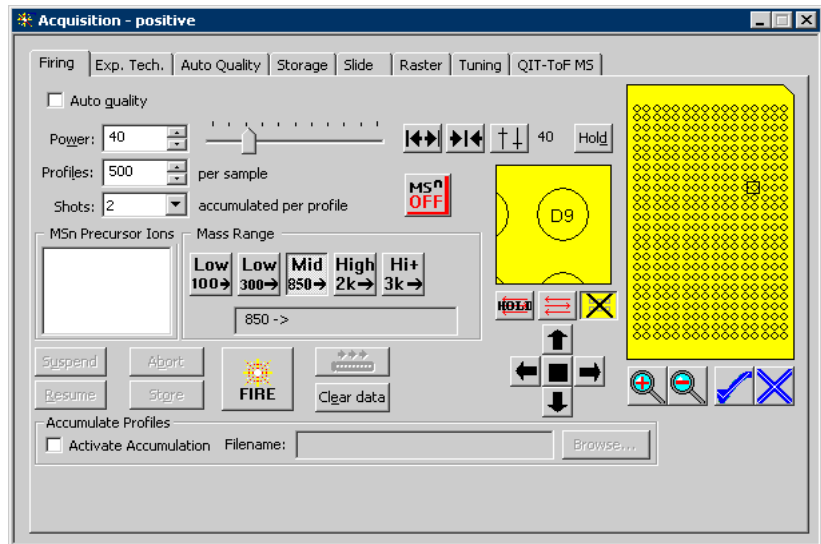 Acquisition - positive
Firing Exp. Tech. Auto Quality Storage Slide Raster Tuning QIT-ToF MS
Auto quality
Power: 40
40 Hold
Profiles: 500 per sample
MSn OFF
Shots: 2 accumulated per profile
D9
MSn Precursor Ions
Mass Range
Low 100→ Low 300→ Mid 850→ High 2k→ Hi+ 3k→
850 ->
HOLD
Suspend Abort
Resume Store
FIRE
Clear data
Accumulate Profiles
Activate Accumulation Filename: Browse...